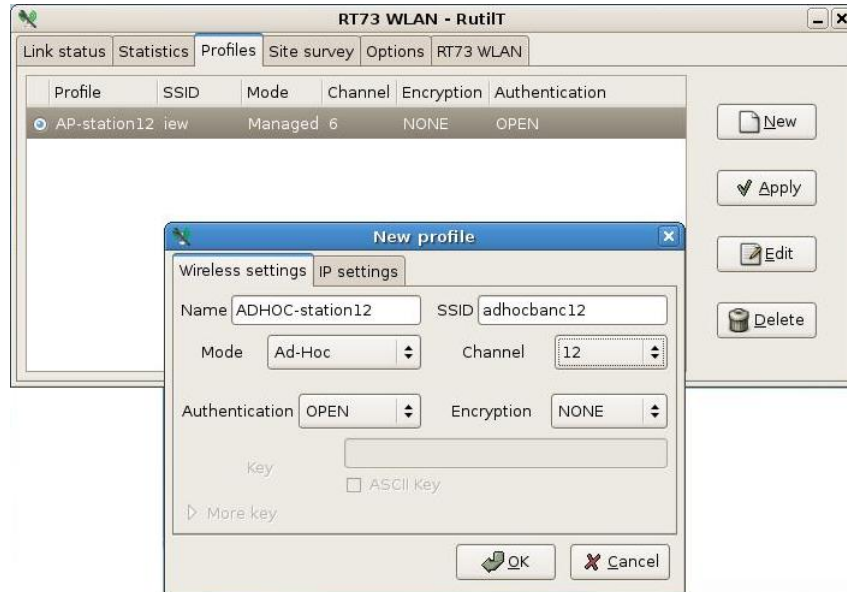 RT73 WLAN - RutilT
Link status Statistics Profiles Site survey Options RT73 WLAN
Profile SSID Mode Channel Encryption Authentication
AP-station12 iew Managed 6 NONE OPEN
New
Apply
Edit
Delete
New profile
Wireless settings IP settings
Name ADHOC-station12 SSID adhocbanc12
Mode Ad-Hoc Channel 12
Authentication OPEN Encryption NONE
Key
ASCII Key
More key
OK Cancel